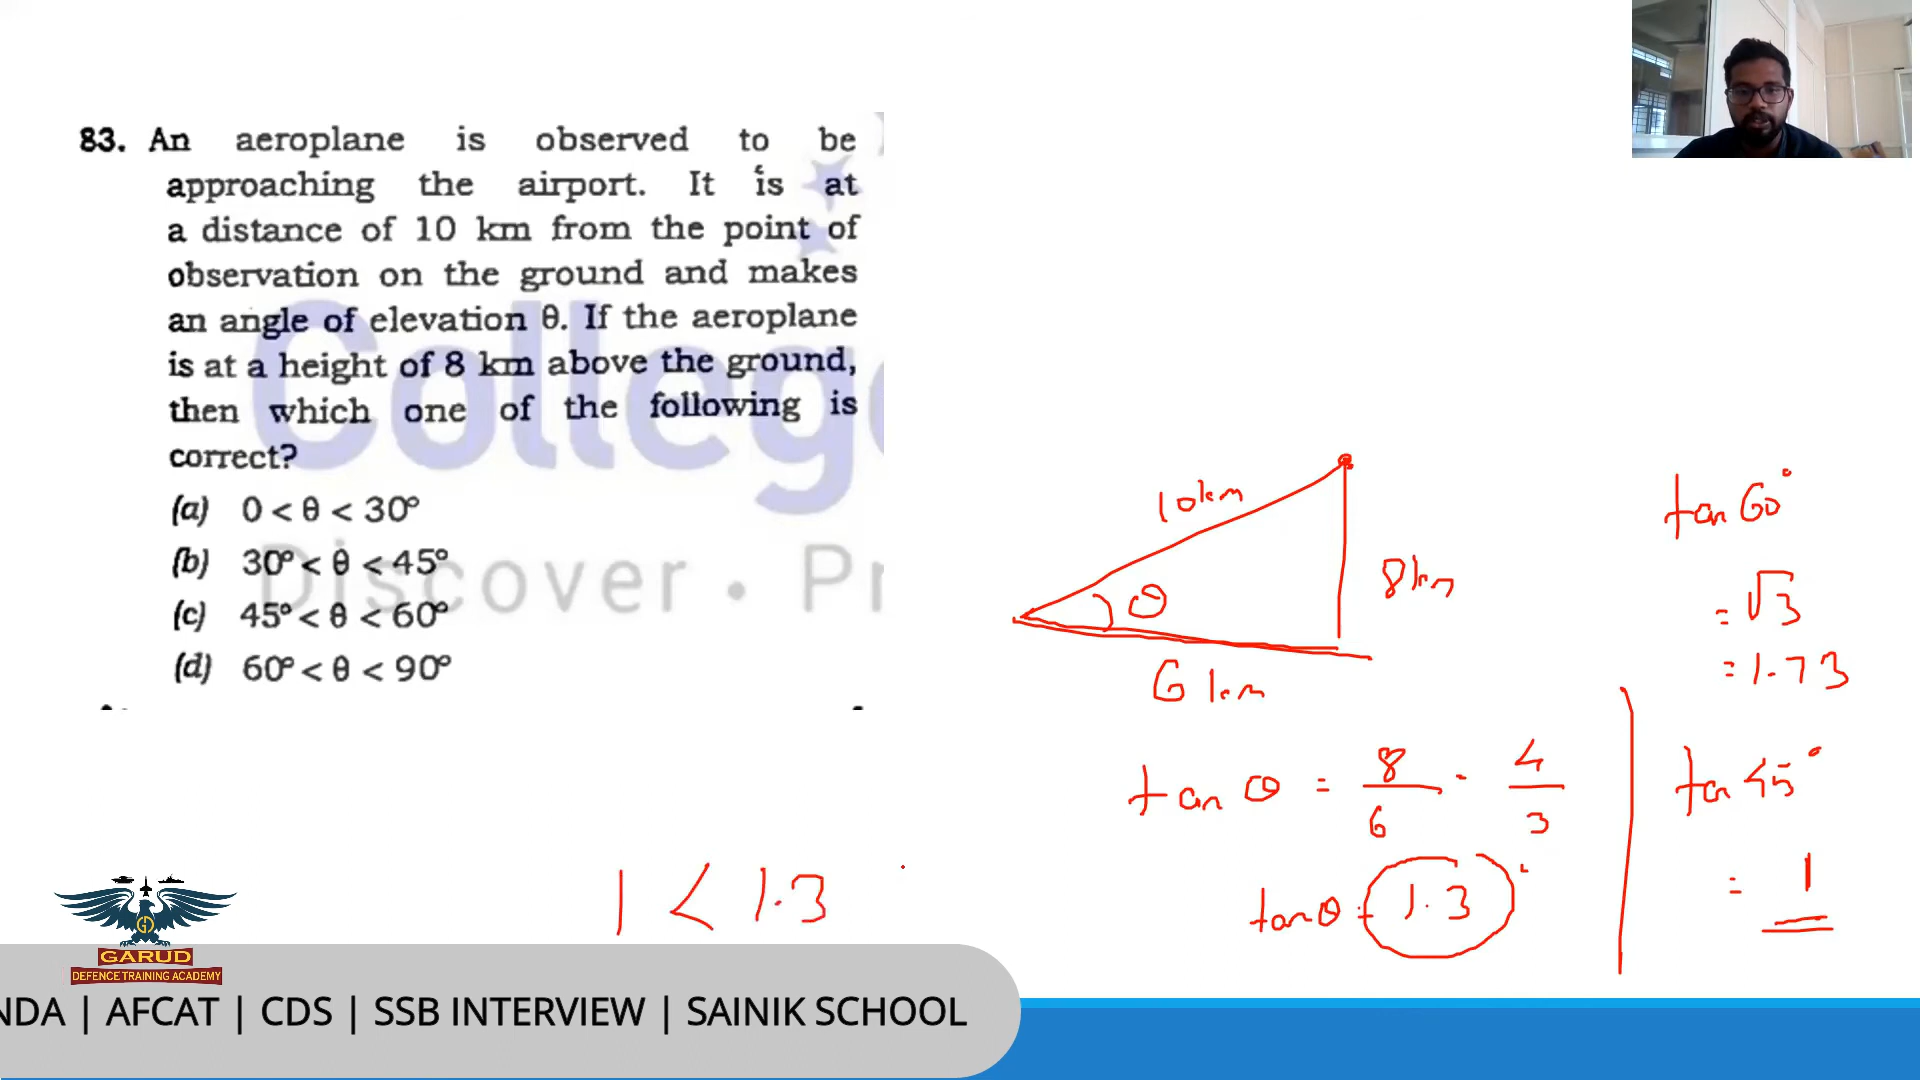 83. An aeroplane is observed to be
approaching the airport. It is at
a distance of 10 km from the point of
observation on the ground and makes
an angle of elevation θ. If the aeroplane
is at a height of 8 km above the ground,
then which one of the following is
correct?
(a) 0 < θ < 30°
(b) 30° < θ < 45°
(c) 45° < θ < 60°
(d) 60° < θ < 90°
College
Discover • Pr
10km
8km
θ
6 km
tan 60°
= √3
= 1.73
tan θ = 8/6 = 4/3
tan 45°
= 1
tanθ = 1.3
1 < 1.3
GARUD
DEFENCE TRAINING ACADEMY
NDA | AFCAT | CDS | SSB INTERVIEW | SAINIK SCHOOL